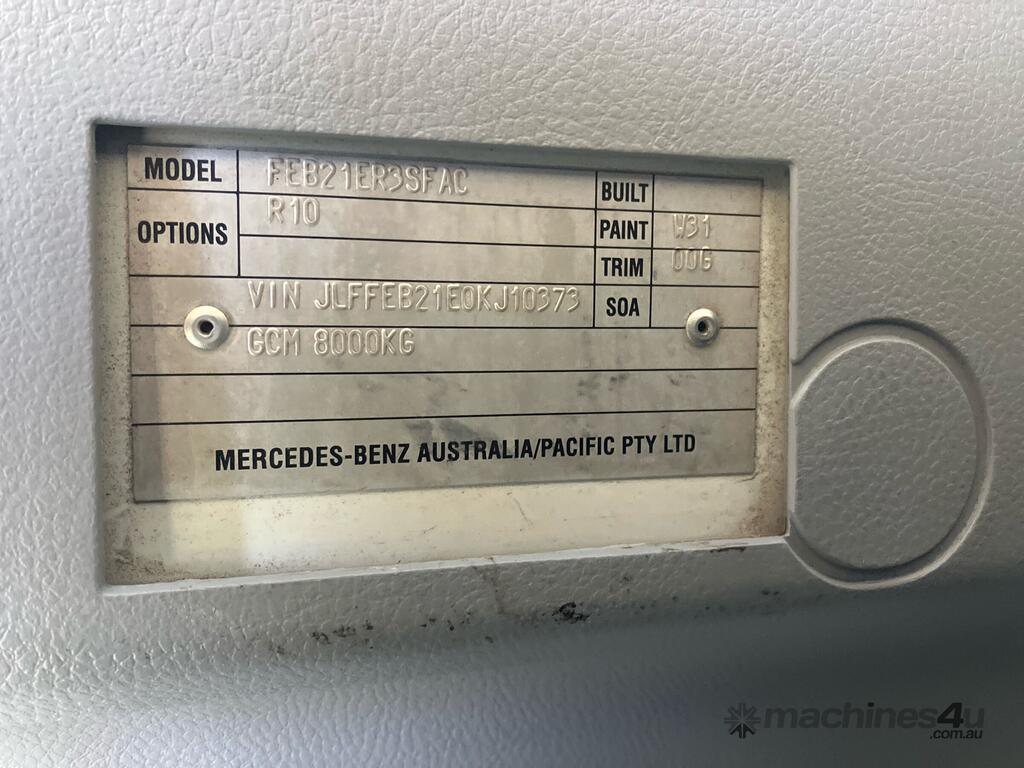 MODEL FEB21ER3SFAC BUILT
OPTIONS R10 PAINT W31
TRIM 00G
VIN JLFFEB21E0KJ10373 SOA
GCM 8000KG
MERCEDES-BENZ AUSTRALIA/PACIFIC PTY LTD
machines4u
.com.au